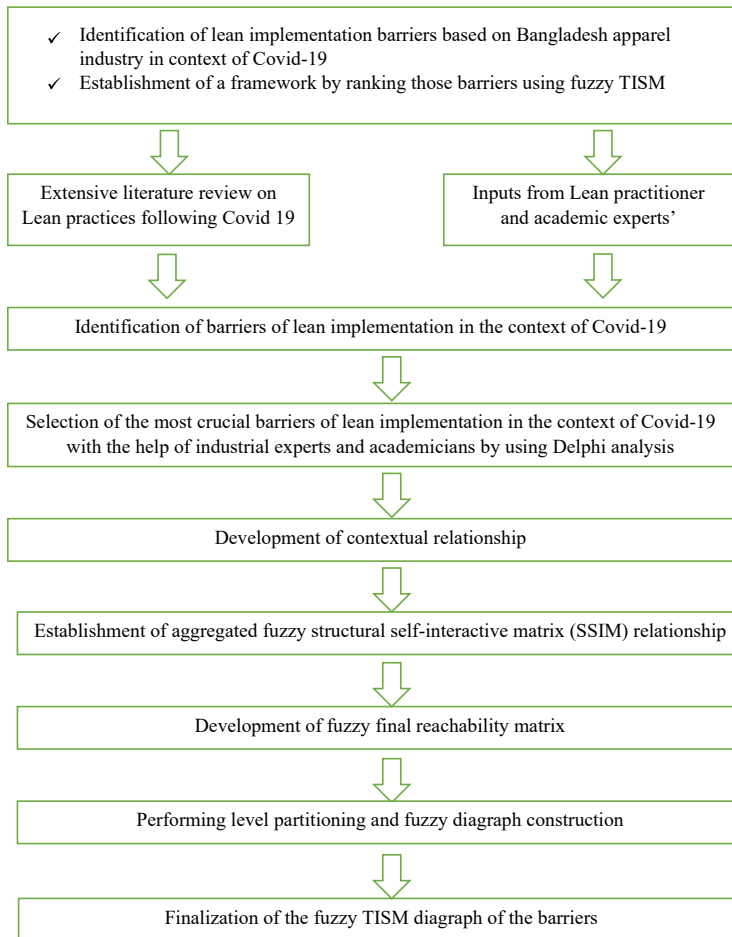 ✓ Identification of lean implementation barriers based on Bangladesh apparel
industry in context of Covid-19
✓ Establishment of a framework by ranking those barriers using fuzzy TISM
Extensive literature review on
Lean practices following Covid 19
Inputs from Lean practitioner
and academic experts’
Identification of barriers of lean implementation in the context of Covid-19
Selection of the most crucial barriers of lean implementation in the context of Covid-19
with the help of industrial experts and academicians by using Delphi analysis
Development of contextual relationship
Establishment of aggregated fuzzy structural self-interactive matrix (SSIM) relationship
Development of fuzzy final reachability matrix
Performing level partitioning and fuzzy diagraph construction
Finalization of the fuzzy TISM diagraph of the barriers